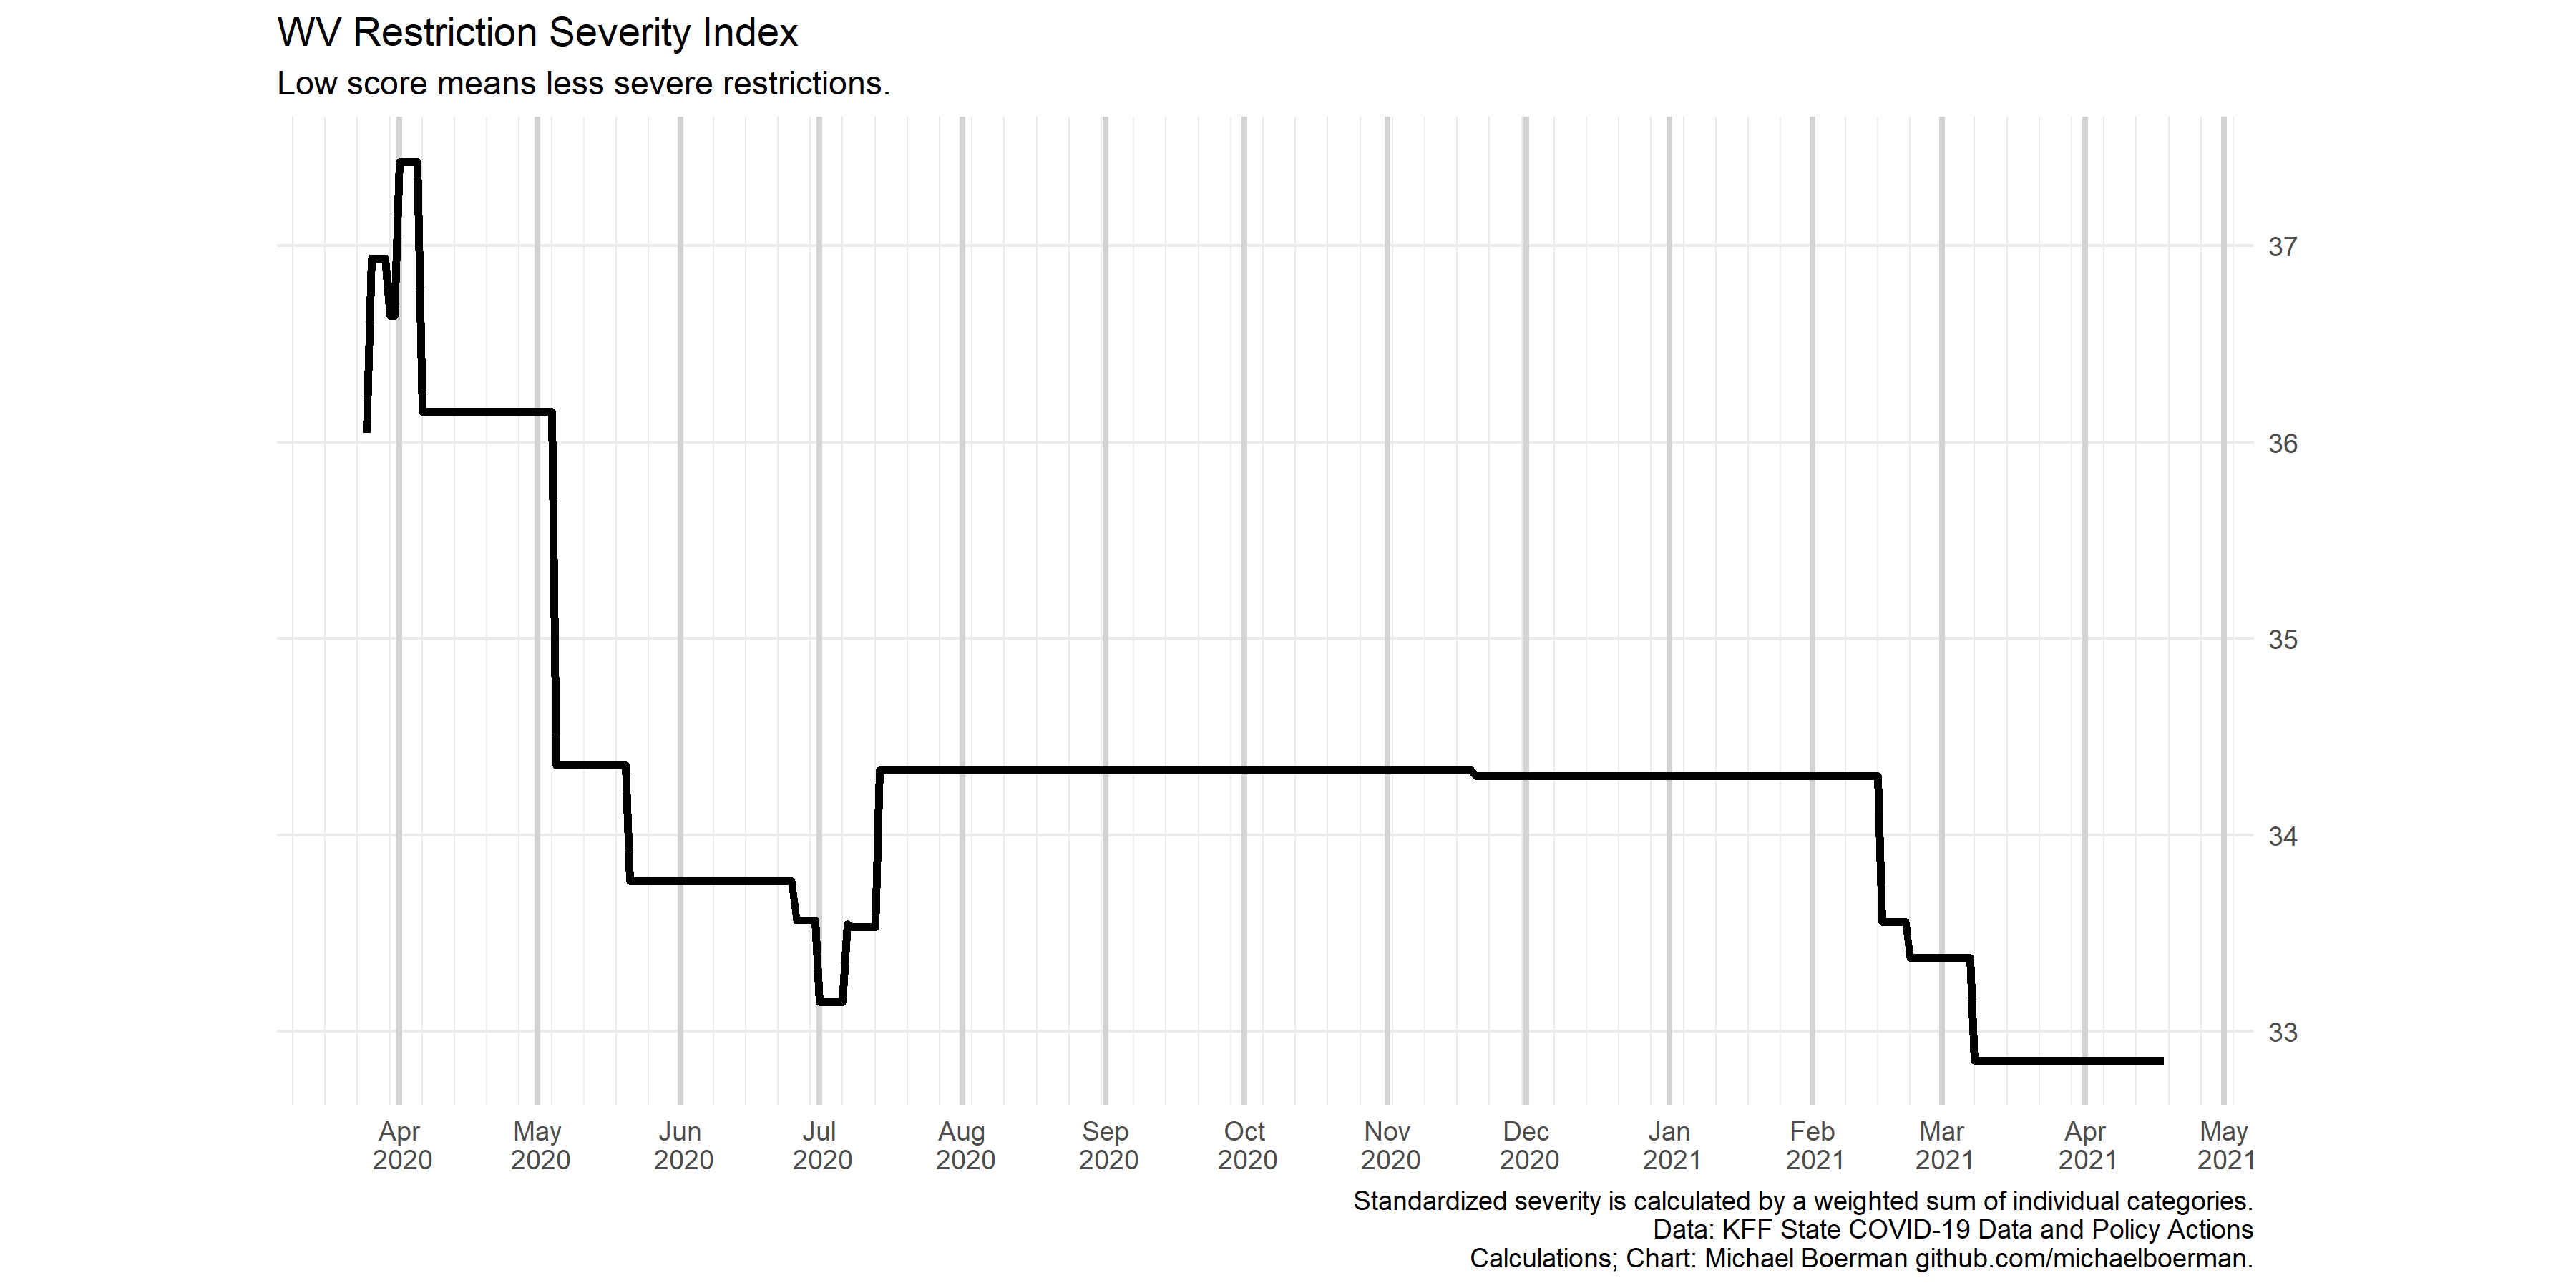 WV Restriction Severity Index
Low score means less severe restrictions.
37
36
35
34
33
Apr May Jun Jul Aug Sep Oct Nov Dec Jan Feb Mar Apr May
2020 2020 2020 2020 2020 2020 2020 2020 2020 2021 2021 2021 2021 2021
Standardized severity is calculated by a weighted sum of individual categories.
Data: KFF State COVID-19 Data and Policy Actions
Calculations; Chart: Michael Boerman github.com/michaelboerman.